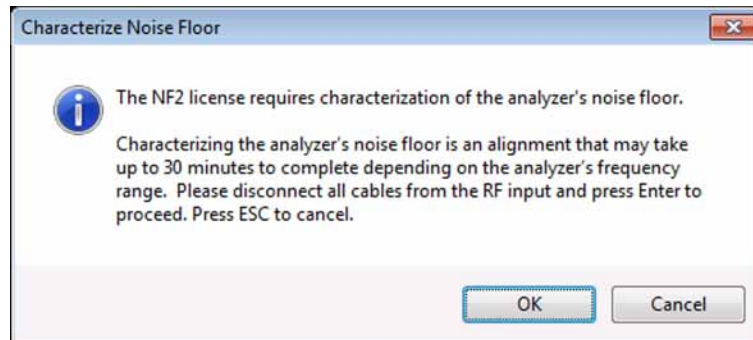 Characterize Noise Floor
The NF2 license requires characterization of the analyzer's noise floor.
Characterizing the analyzer's noise floor is an alignment that may take
up to 30 minutes to complete depending on the analyzer's frequency
range.  Please disconnect all cables from the RF input and press Enter to
proceed. Press ESC to cancel.
OK
Cancel